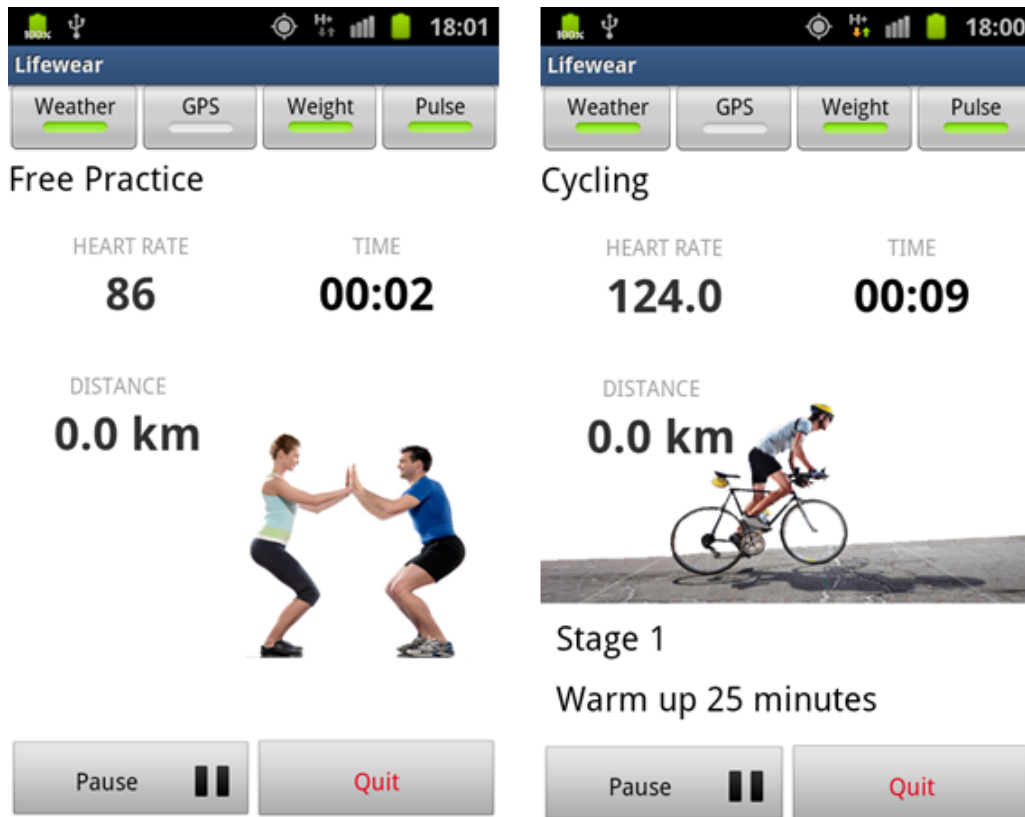 100% H+ 18:01
Lifewear
Weather GPS Weight Pulse
Free Practice
HEART RATE TIME
86 00:02
DISTANCE
0.0 km
Pause Quit
100% H+ 18:00
Lifewear
Weather GPS Weight Pulse
Cycling
HEART RATE TIME
124.0 00:09
DISTANCE
0.0 km
Stage 1
Warm up 25 minutes
Pause Quit